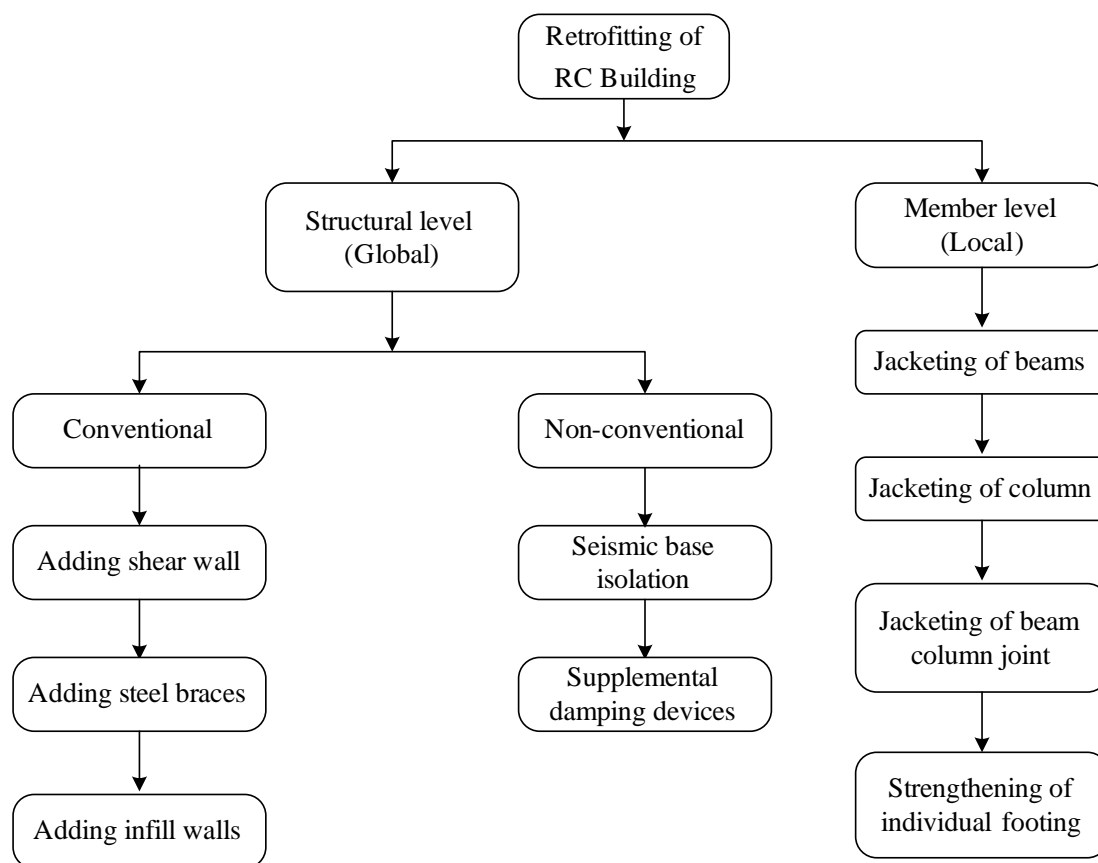 Retrofitting of
RC Building
Structural level
(Global)
Member level
(Local)
Conventional
Non-conventional
Jacketing of beams
Adding shear wall
Seismic base
isolation
Jacketing of column
Adding steel braces
Supplemental
damping devices
Jacketing of beam
column joint
Adding infill walls
Strengthening of
individual footing